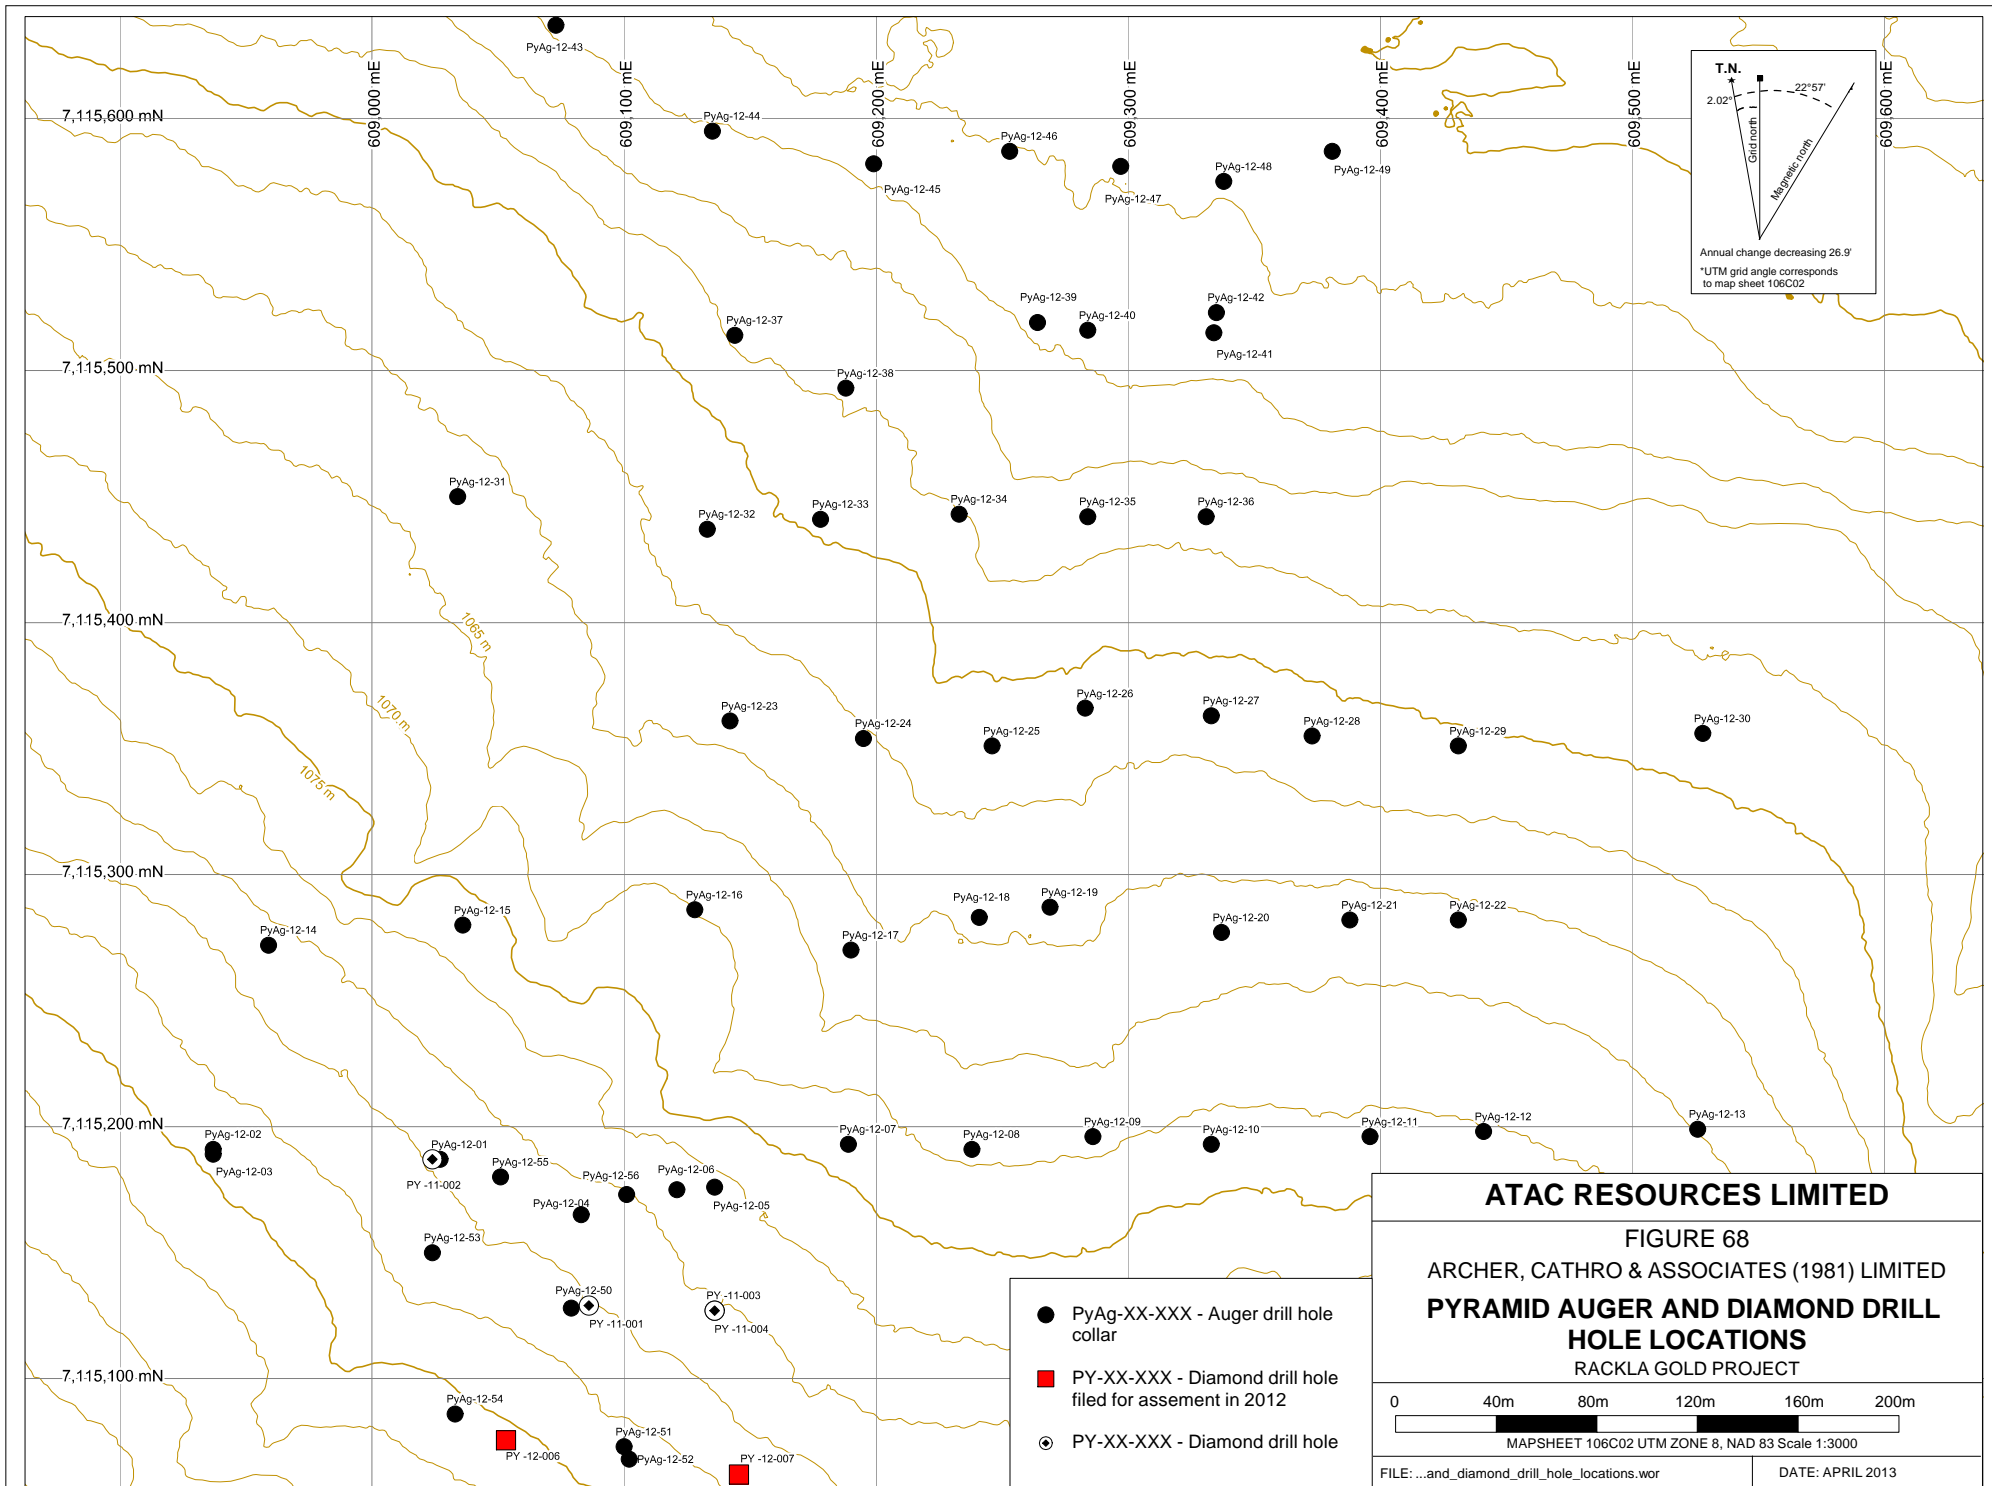 PyAg-12-43
609,000 mE
609,100 mE
609,200 mE
609,300 mE
609,400 mE
609,500 mE
609,600 mE
T.N.
2.02°
22°57'
Grid north
Magnetic north
Annual change decreasing 26.9'
*UTM grid angle corresponds
to map sheet 106C02
7,115,600 mN
PyAg-12-44
PyAg-12-45
PyAg-12-46
PyAg-12-47
PyAg-12-48
PyAg-12-49
PyAg-12-37
PyAg-12-39
PyAg-12-40
PyAg-12-42
PyAg-12-41
7,115,500 mN
PyAg-12-38
PyAg-12-31
PyAg-12-32
PyAg-12-33
PyAg-12-34
PyAg-12-35
PyAg-12-36
7,115,400 mN
1065 m
1070 m
1075 m
PyAg-12-23
PyAg-12-24
PyAg-12-25
PyAg-12-26
PyAg-12-27
PyAg-12-28
PyAg-12-29
PyAg-12-30
7,115,300 mN
PyAg-12-14
PyAg-12-15
PyAg-12-16
PyAg-12-17
PyAg-12-18
PyAg-12-19
PyAg-12-20
PyAg-12-21
PyAg-12-22
7,115,200 mN
PyAg-12-02
PyAg-12-03
PyAg-12-01
PY -11-002
PyAg-12-55
PyAg-12-56
PyAg-12-04
PyAg-12-06
PyAg-12-05
PyAg-12-07
PyAg-12-08
PyAg-12-09
PyAg-12-10
PyAg-12-11
PyAg-12-12
PyAg-12-13
PyAg-12-53
PyAg-12-50
PY -11-001
PY -11-003
PY -11-004
7,115,100 mN
PyAg-12-54
PY -12-006
PyAg-12-51
PyAg-12-52
PY -12-007
PyAg-XX-XXX - Auger drill hole
collar
PY-XX-XXX - Diamond drill hole
filed for assement in 2012
PY-XX-XXX - Diamond drill hole
ATAC RESOURCES LIMITED
FIGURE 68
ARCHER, CATHRO & ASSOCIATES (1981) LIMITED
PYRAMID AUGER AND DIAMOND DRILL
HOLE LOCATIONS
RACKLA GOLD PROJECT
0 40m 80m 120m 160m 200m
MAPSHEET 106C02 UTM ZONE 8, NAD 83 Scale 1:3000
FILE: ...and_diamond_drill_hole_locations.wor
DATE: APRIL 2013